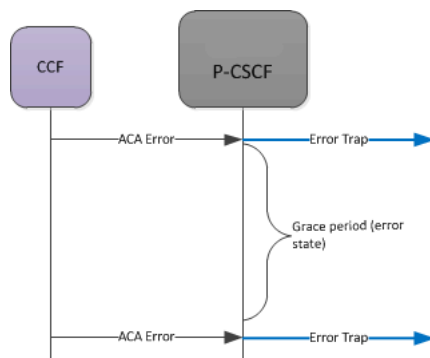 CCF
P-CSCF
ACA Error
Error Trap
Grace period (error
state)
ACA Error
Error Trap